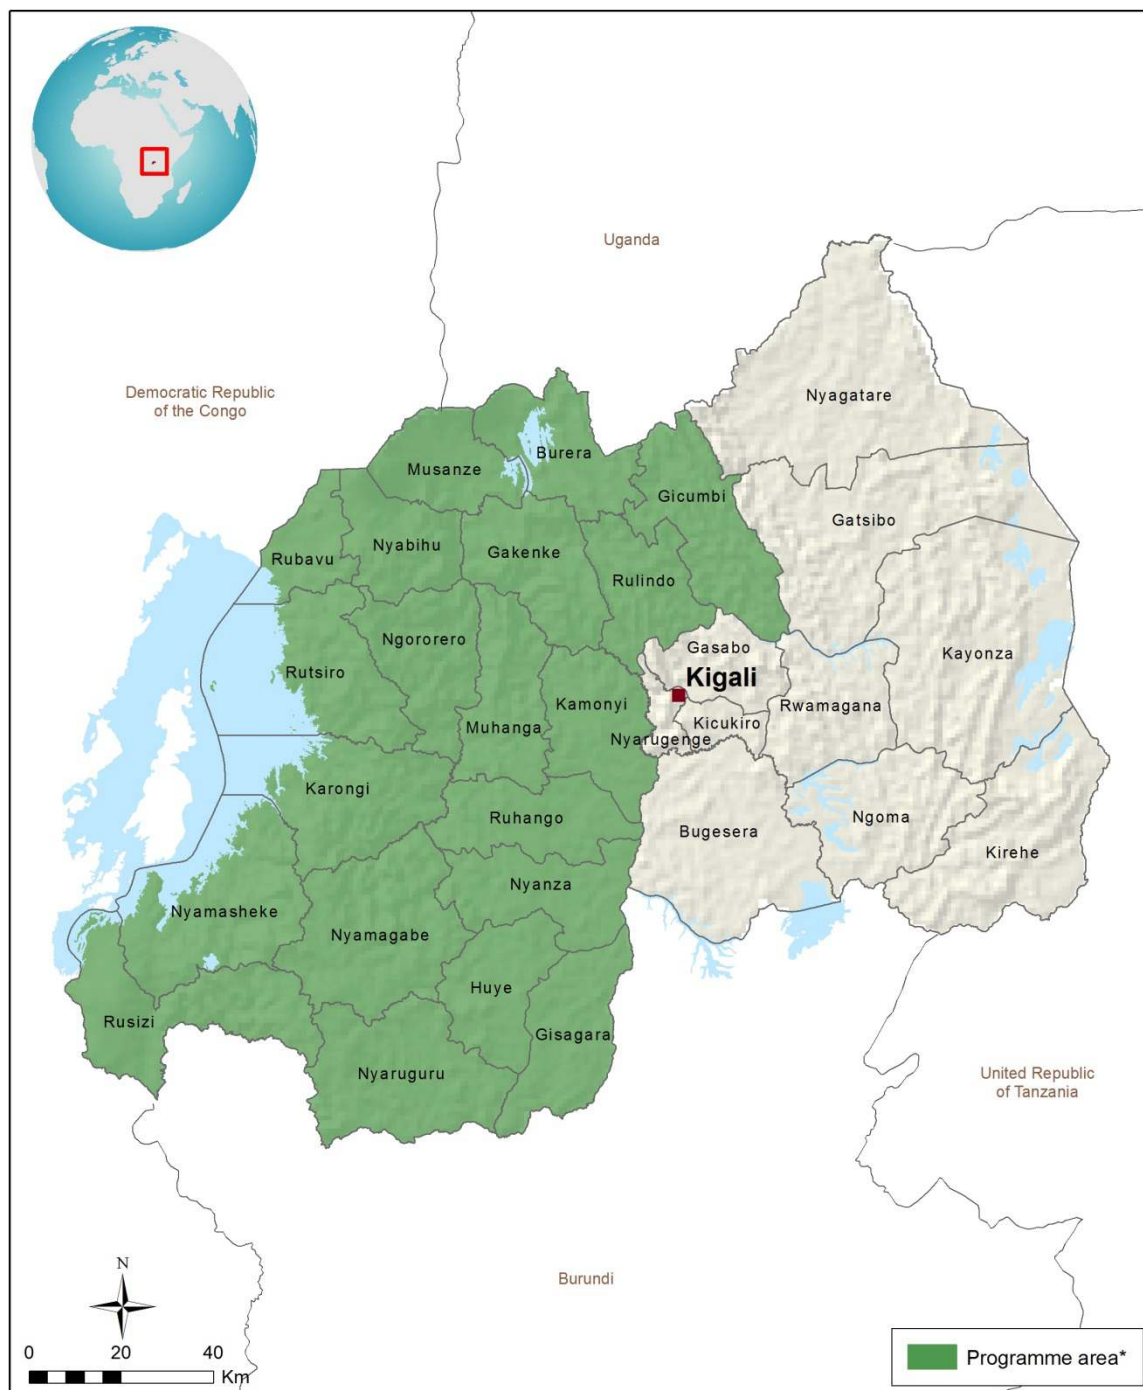 Uganda
Democratic Republic
of the Congo
Nyagatare
Burera
Musanze
Gicumbi
Gatsibo
Nyabihu
Gakenke
Rubavu
Rulindo
Ngororero
Gasabo
Kayonza
Rutsiro
Kigali
Kamonyi
Rwamagana
Muhanga
Kicukiro
Nyarugenge
Karongi
Ruhango
Ngoma
Bugesera
Kirehe
Nyanza
Nyamasheke
Nyamagabe
Huye
Rusizi
Gisagara
Nyaruguru
United Republic
of Tanzania
Burundi
N
0 20 40
Km
Programme area*